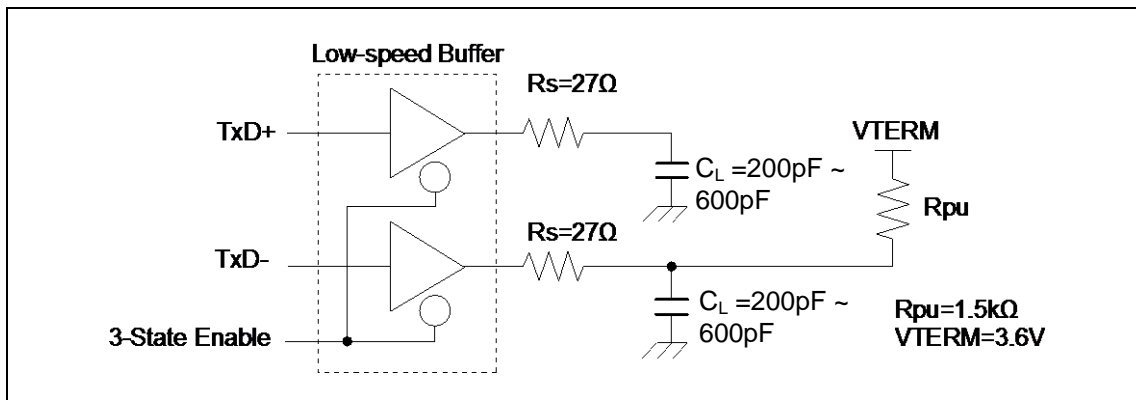 Low-speed Buffer
Rs=27Ω
TxD+
VTERM
C_L =200pF ~
600pF
Rpu
Rs=27Ω
TxD-
C_L =200pF ~
600pF
Rpu=1.5kΩ
VTERM=3.6V
3-State Enable